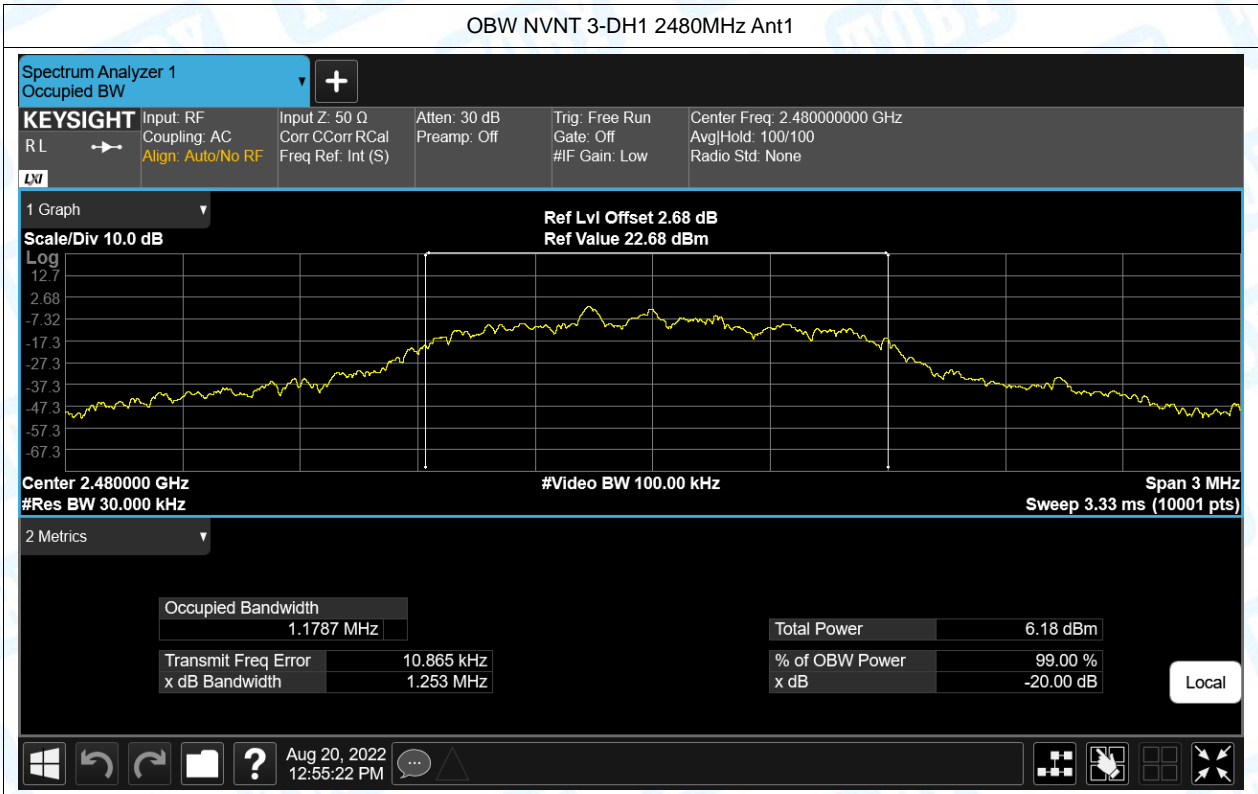 OBW NVNT 3-DH1 2480MHz Ant1
Spectrum Analyzer 1
Occupied BW
KEYSIGHT
R L
LXI
Input: RF
Coupling: AC
Align: Auto/No RF
Input Z: 50 Ω
Corr CCorr RCal
Freq Ref: Int (S)
Atten: 30 dB
Preamp: Off
Trig: Free Run
Gate: Off
#IF Gain: Low
Center Freq: 2.480000000 GHz
Avg|Hold: 100/100
Radio Std: None
1 Graph
Scale/Div 10.0 dB
Ref Lvl Offset 2.68 dB
Ref Value 22.68 dBm
Log
12.7
2.68
-7.32
-17.3
-27.3
-37.3
-47.3
-57.3
-67.3
Center 2.480000 GHz
#Res BW 30.000 kHz
#Video BW 100.00 kHz
Span 3 MHz
Sweep 3.33 ms (10001 pts)
2 Metrics
Occupied Bandwidth
1.1787 MHz
Transmit Freq Error 10.865 kHz
x dB Bandwidth 1.253 MHz
Total Power 6.18 dBm
% of OBW Power 99.00 %
x dB -20.00 dB
Local
?
Aug 20, 2022
12:55:22 PM